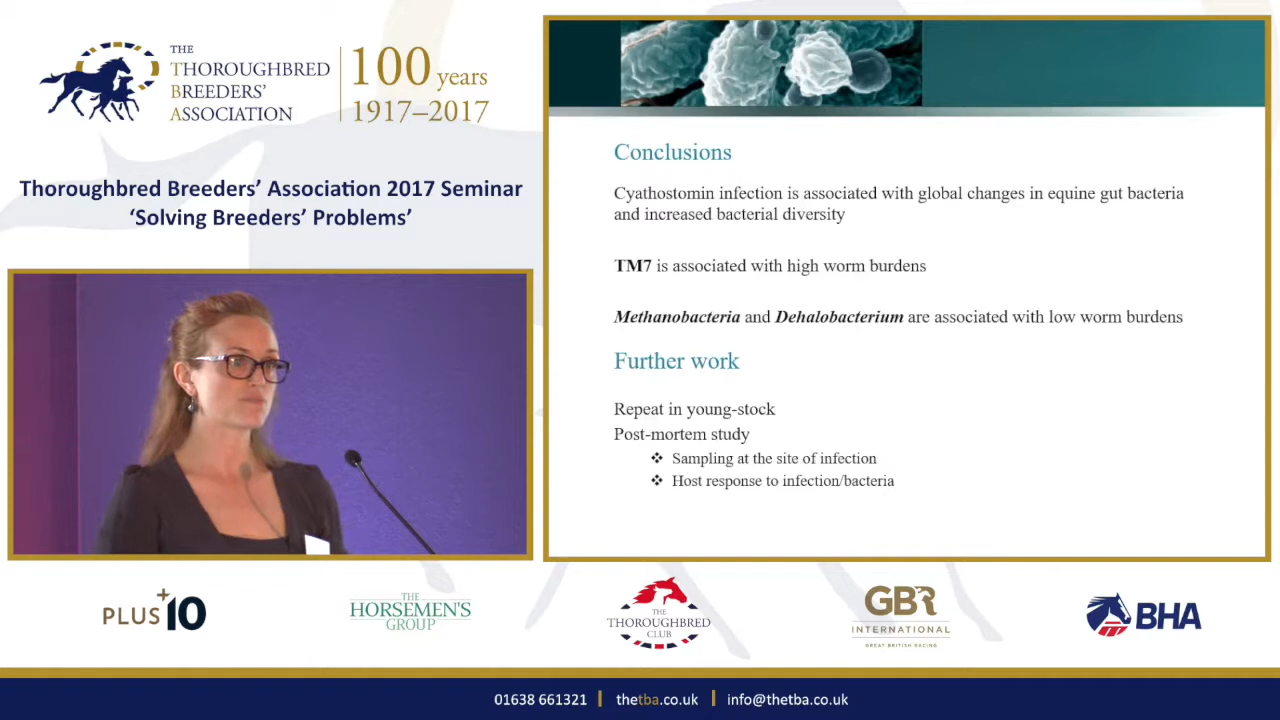 THE
THOROUGHBRED
BREEDERS'
ASSOCIATION
100 years
1917–2017
Thoroughbred Breeders' Association 2017 Seminar
'Solving Breeders' Problems'
Conclusions
Cyathostomin infection is associated with global changes in equine gut bacteria
and increased bacterial diversity
TM7 is associated with high worm burdens
Methanobacteria and Dehalobacterium are associated with low worm burdens
Further work
Repeat in young-stock
Post-mortem study
❖ Sampling at the site of infection
❖ Host response to infection/bacteria
PLUS+10
THE
HORSEMEN'S
GROUP
THE
THOROUGHBRED
CLUB
GBR
INTERNATIONAL
GREAT BRITISH RACING
BHA
01638 661321 | thetba.co.uk | info@thetba.co.uk